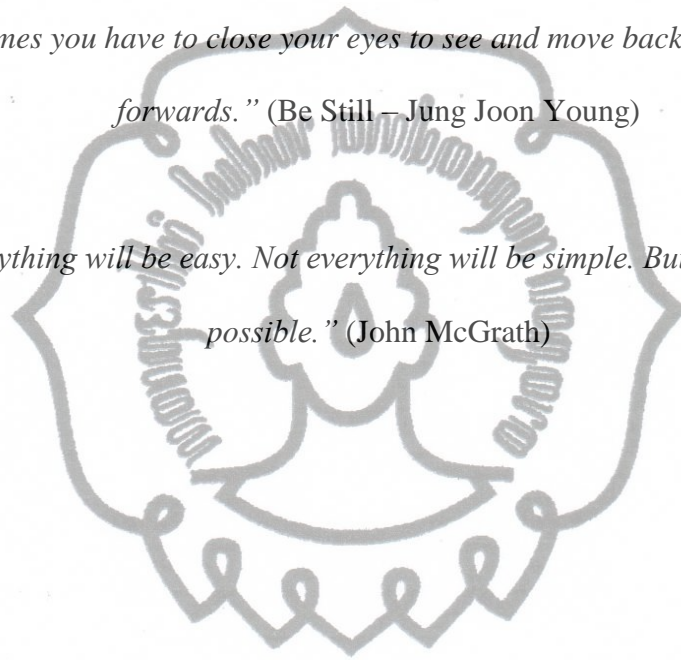 mes you have to close your eyes to see and move back
forwards.” (Be Still – Jung Joon Young)
ything will be easy. Not everything will be simple. Bu
possible.” (John McGrath)